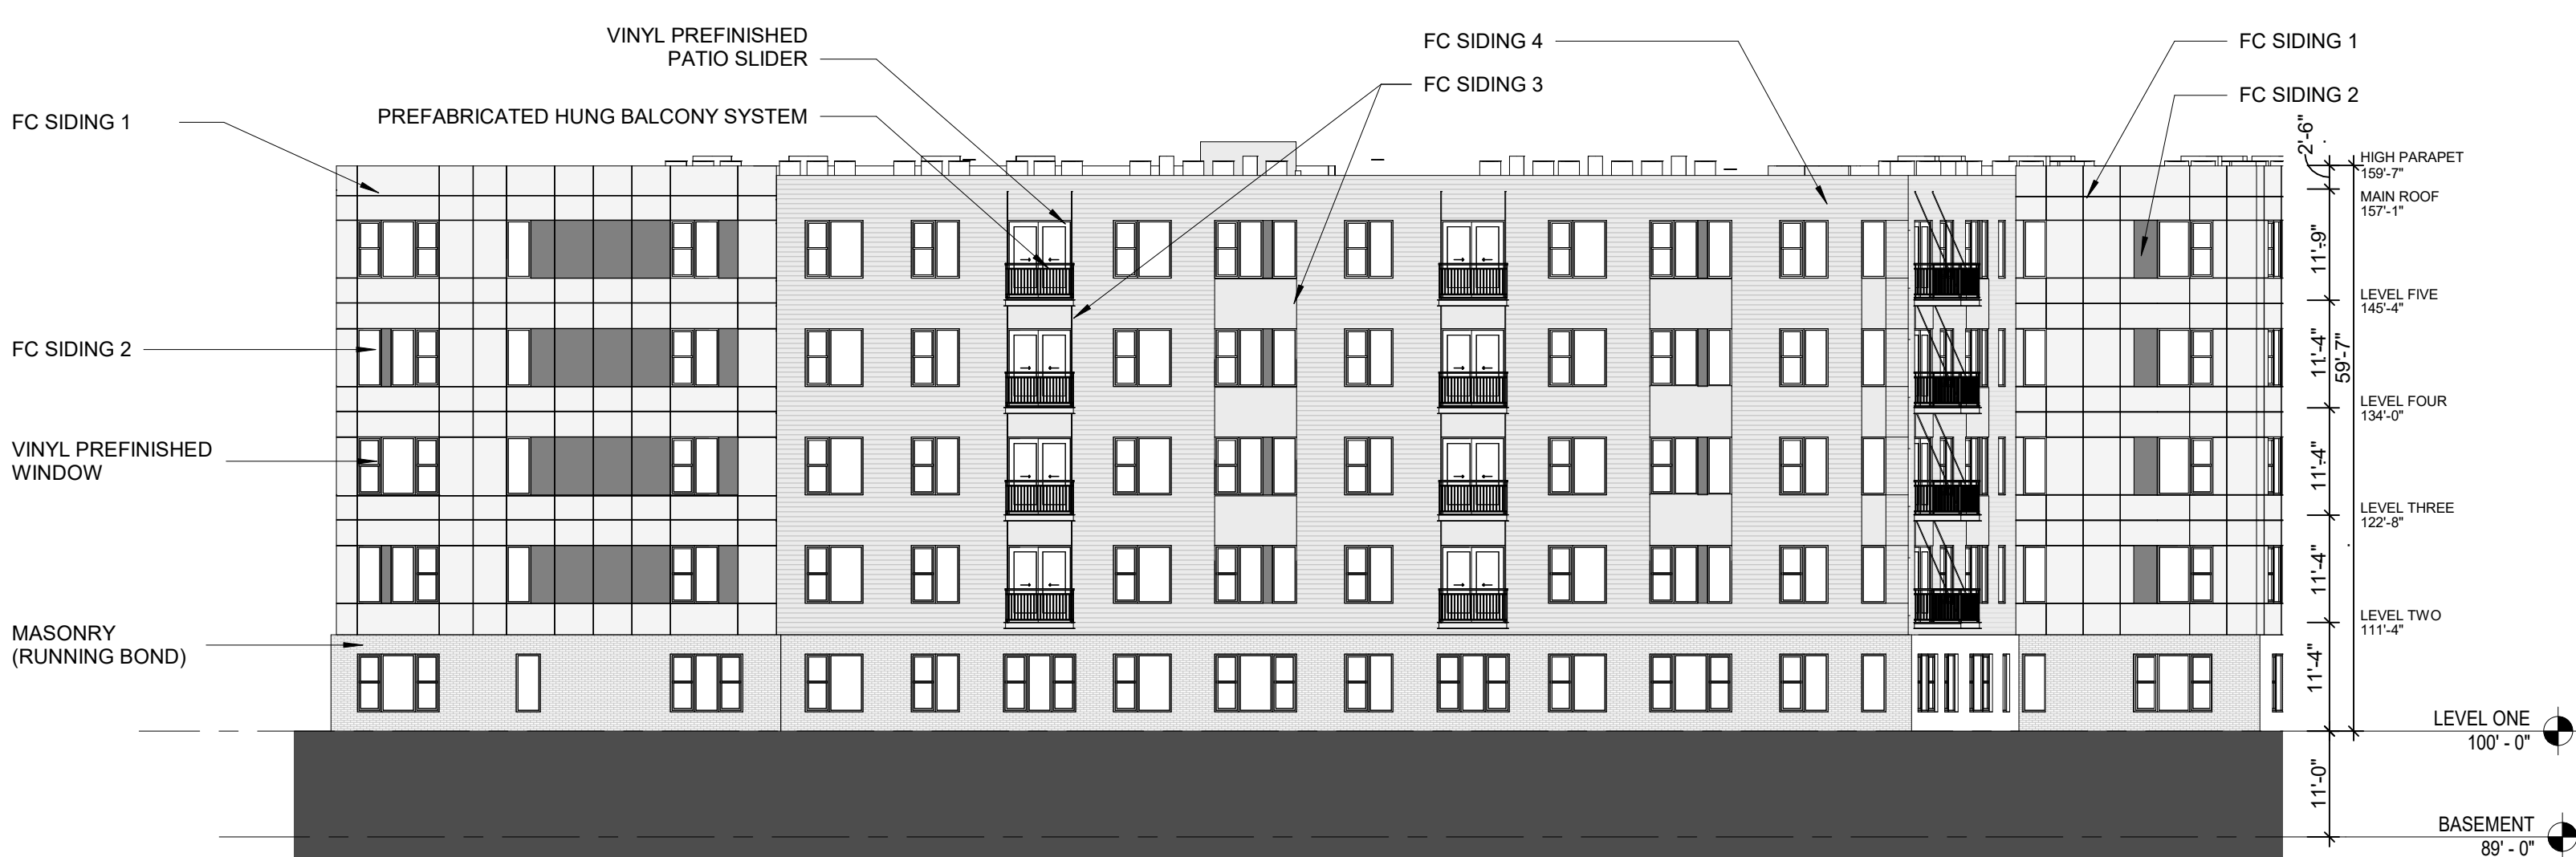 VINYL PREFINISHED
PATIO SLIDER
PREFABRICATED HUNG BALCONY SYSTEM
FC SIDING 4
FC SIDING 3
FC SIDING 1
FC SIDING 2
FC SIDING 1
FC SIDING 2
VINYL PREFINISHED
WINDOW
MASONRY
(RUNNING BOND)
2'-6"
11'-9"
11'-4"
11'-4"
11'-4"
11'-4"
11'-0"
59'-7"
HIGH PARAPET
159'-7"
MAIN ROOF
157'-1"
LEVEL FIVE
145'-4"
LEVEL FOUR
134'-0"
LEVEL THREE
122'-8"
LEVEL TWO
111'-4"
LEVEL ONE
100' - 0"
BASEMENT
89' - 0"